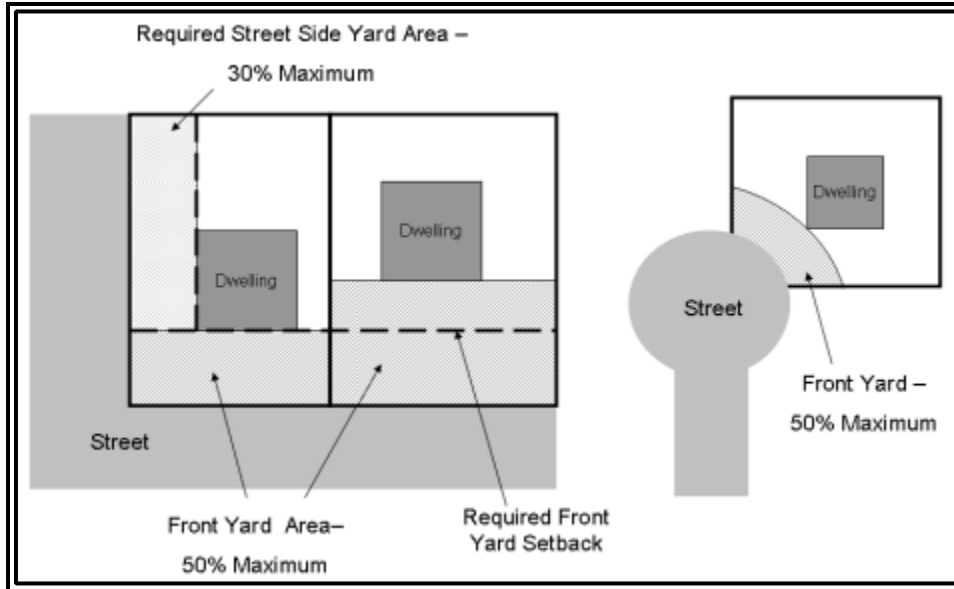 Required Street Side Yard Area –
30% Maximum
Dwelling
Dwelling
Street
Front Yard Area–
50% Maximum
Required Front
Yard Setback
Dwelling
Street
Front Yard –
50% Maximum